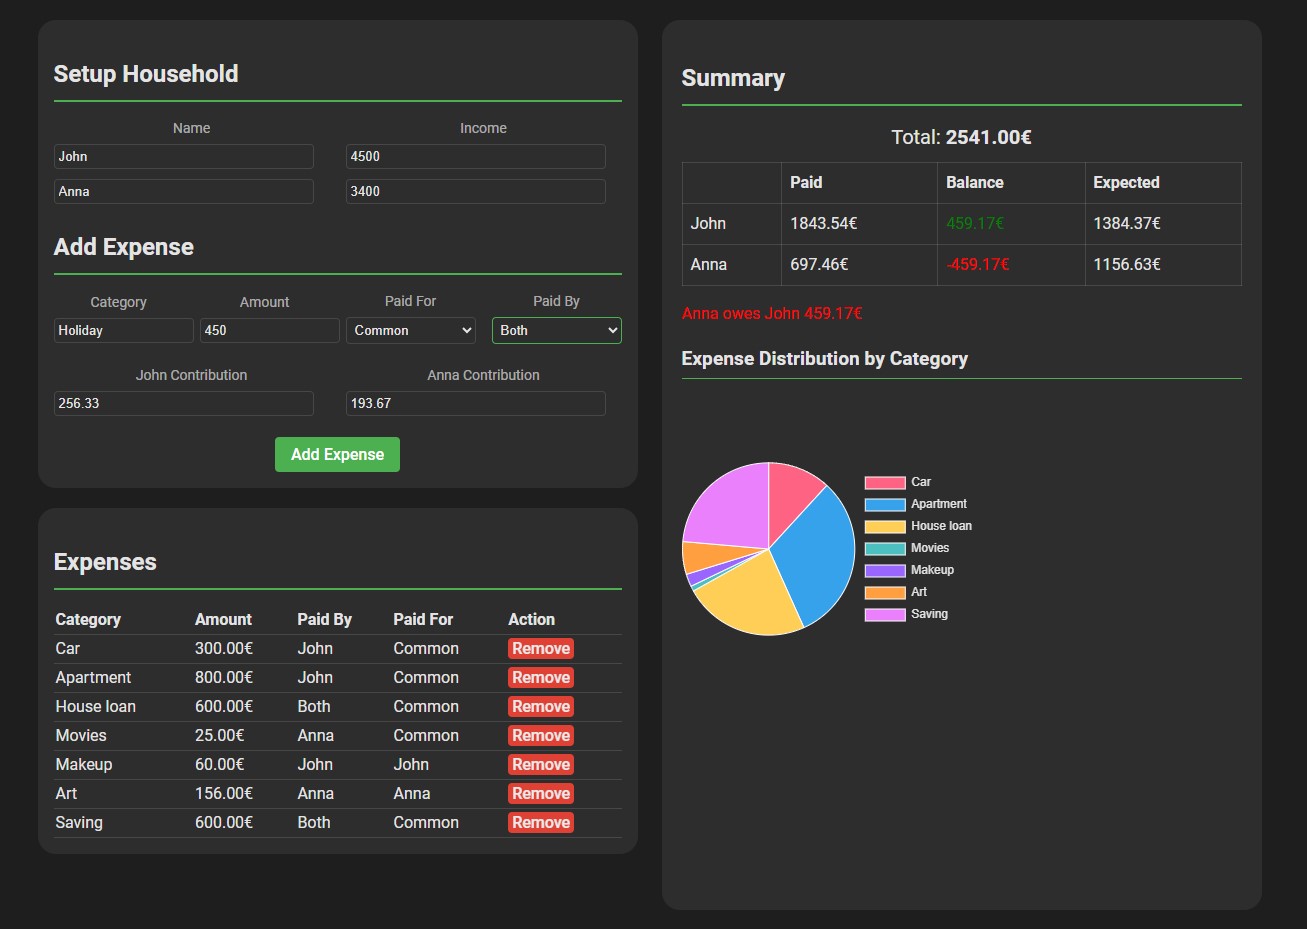 Setup Household
Name Income
John 4500
Anna 3400
Add Expense
Category Amount Paid For Paid By
Holiday 450 Common Both
John Contribution Anna Contribution
256.33 193.67
Add Expense
Expenses
Category Amount Paid By Paid For Action
Car 300.00€ John Common Remove
Apartment 800.00€ John Common Remove
House loan 600.00€ Both Common Remove
Movies 25.00€ Anna Common Remove
Makeup 60.00€ John John Remove
Art 156.00€ Anna Anna Remove
Saving 600.00€ Both Common Remove
Summary
Total: 2541.00€
Paid Balance Expected
John 1843.54€ 459.17€ 1384.37€
Anna 697.46€ -459.17€ 1156.63€
Anna owes John 459.17€
Expense Distribution by Category
Car
Apartment
House loan
Movies
Makeup
Art
Saving